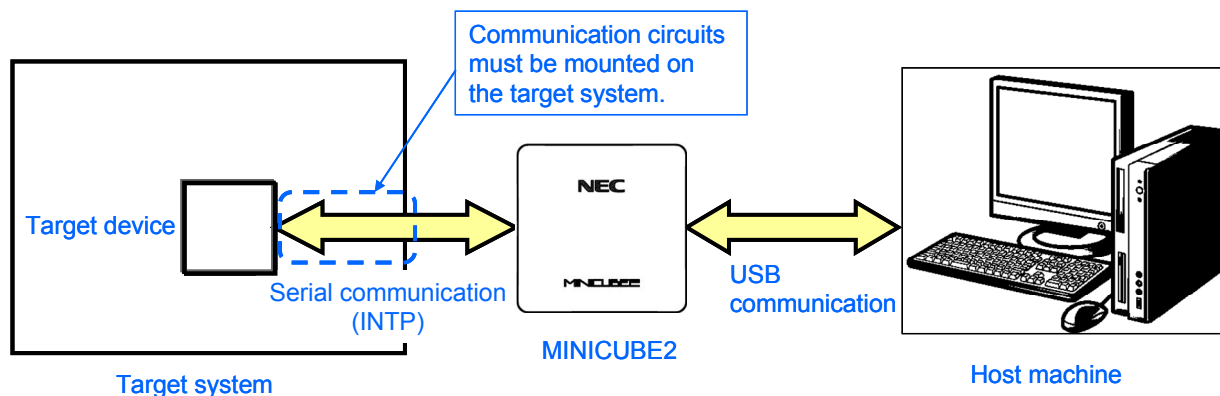 Communication circuits
must be mounted on
the target system.
NEC
Target device
MINICUBE2
Serial communication
(INTP)
USB
communication
MINICUBE2
Host machine
Target system